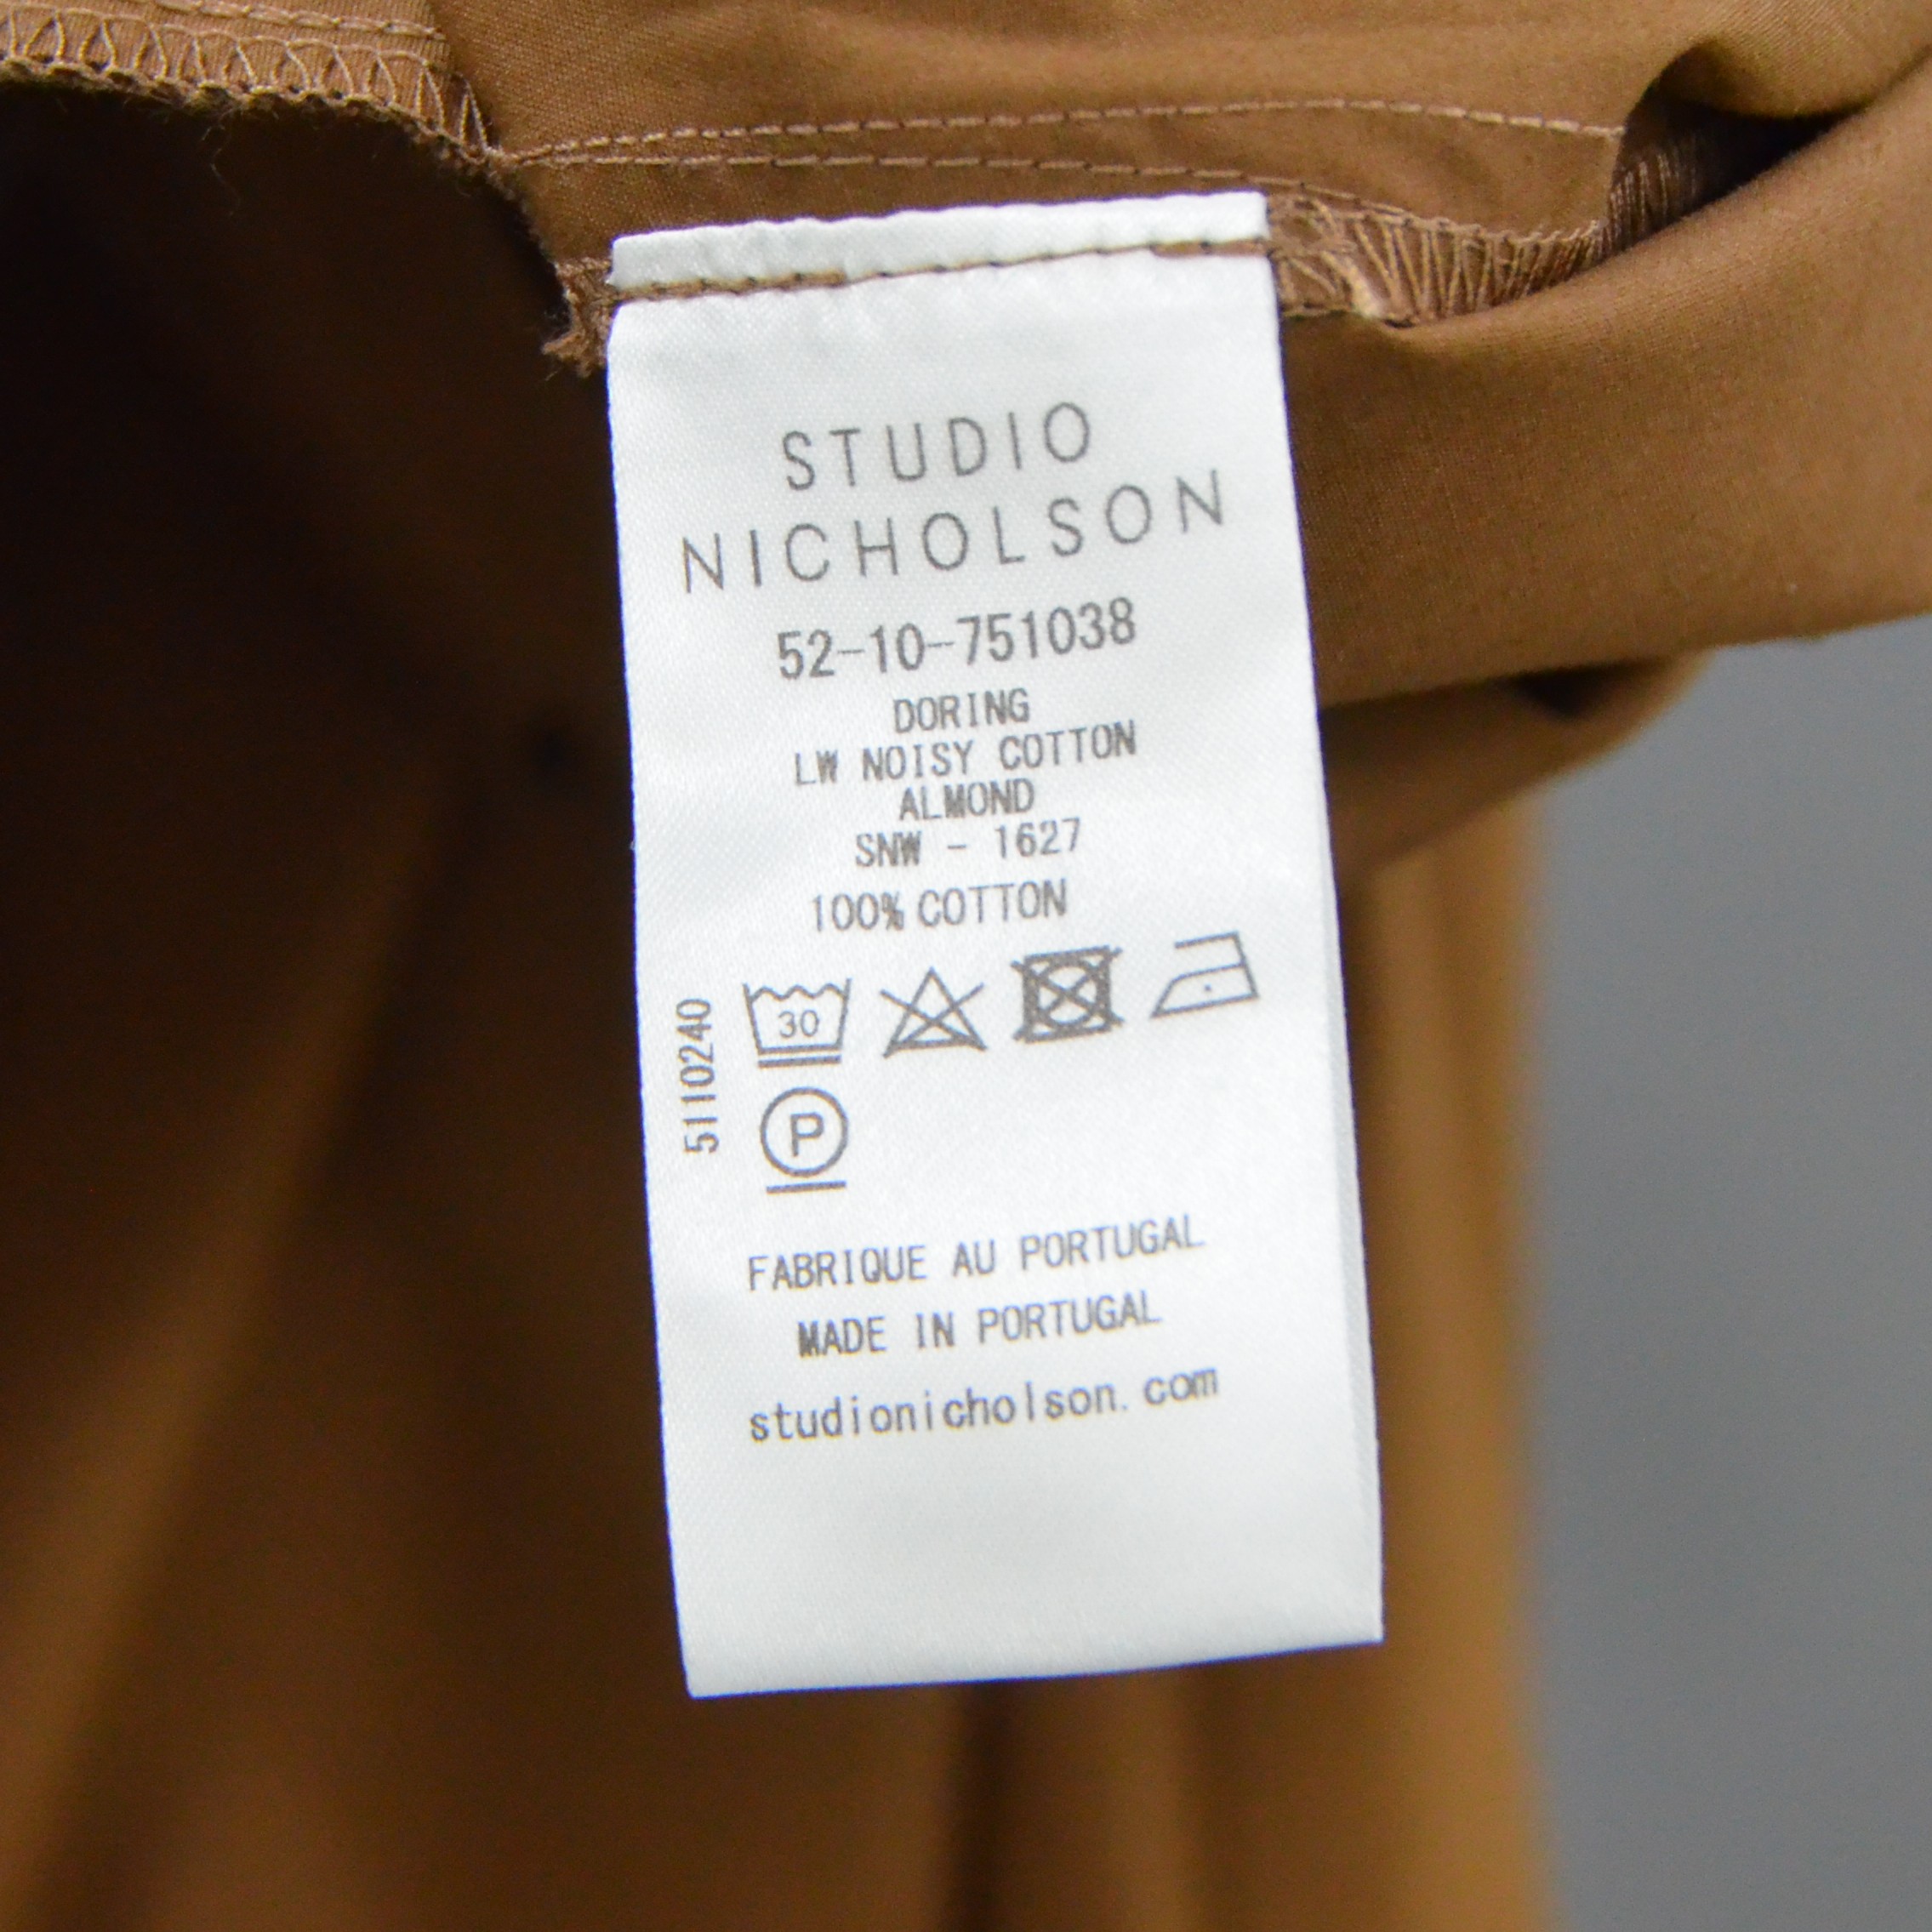 STUDIO
NICHOLSON
52-10-751038
DORING
LW NOISY COTTON
ALMOND
SNW - 1627
100% COTTON
30
5110240
P
FABRIQUE AU PORTUGAL
MADE IN PORTUGAL
studionicholson.com